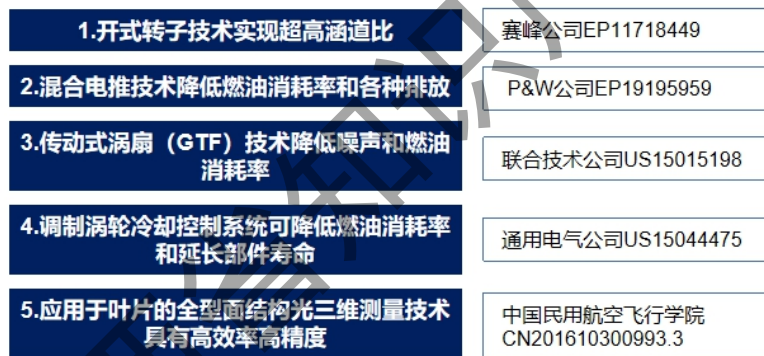 1.开式转子技术实现超高涵道比
赛峰公司EP11718449
2.混合电推技术降低燃油消耗率和各种排放
P&W公司EP19195959
3.传动式涡扇（GTF）技术降低噪声和燃油
消耗率
联合技术公司US15015198
4.调制涡轮冷却控制系统可降低燃油消耗率
和延长部件寿命
通用电气公司US15044475
5.应用于叶片的全型面结构光三维测量技术
具有高效率高精度
中国民用航空飞行学院
CN201610300993.3
省知识